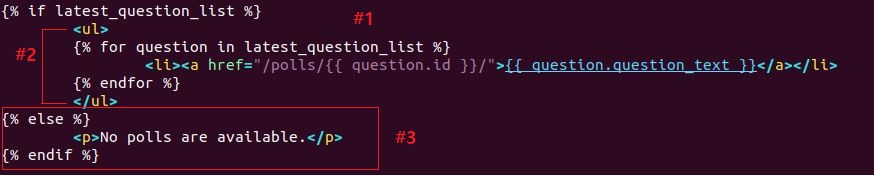 {% if latest_question_list %} #1
<ul>
#2 {% for question in latest_question_list %}
<li><a href="/polls/{{ question.id }}/">{{ question.question_text }}</a></li>
{% endfor %}
</ul>
{% else %}
<p>No polls are available.</p> #3
{% endif %}